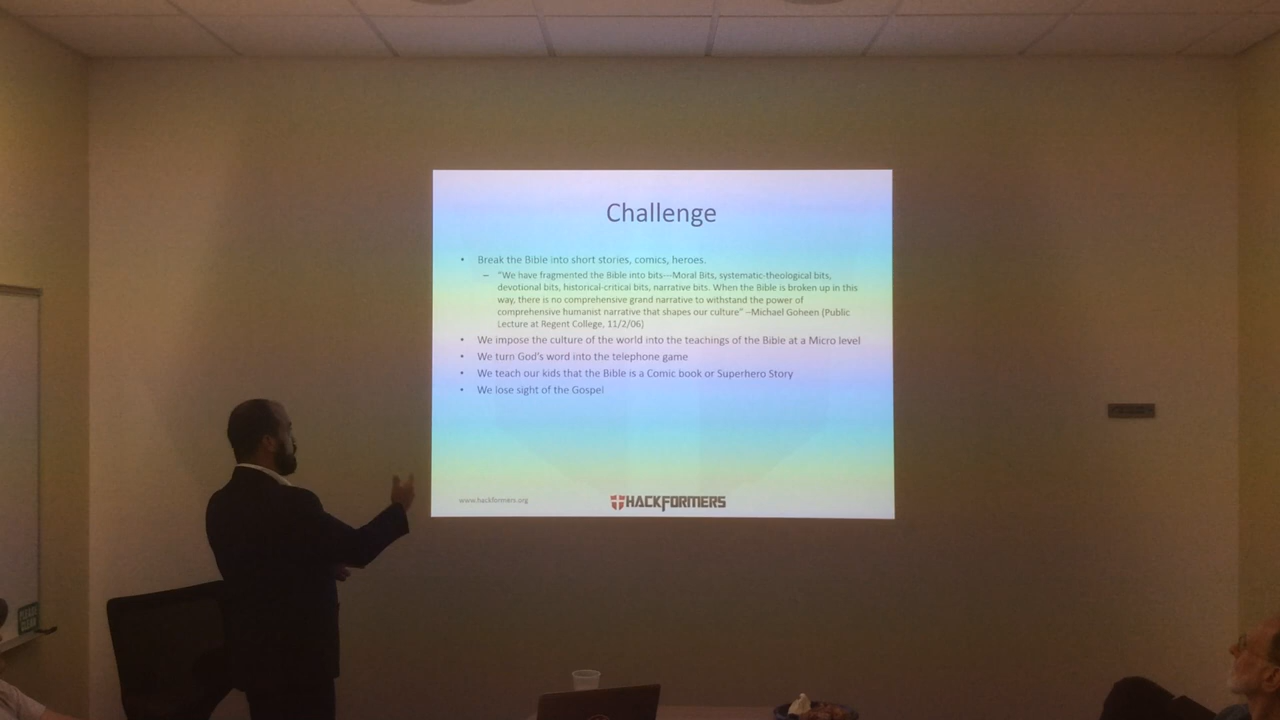 Challenge
• Break the Bible into short stories, comics, heroes.
– "We have fragmented the Bible into bits---Moral Bits, systematic-theological bits,
devotional bits, historical-critical bits, narrative bits. When the Bible is broken up in this
way, there is no comprehensive grand narrative to withstand the power of
comprehensive humanist narrative that shapes our culture" –Michael Goheen (Public
Lecture at Regent College, 11/2/06)
• We impose the culture of the world into the teachings of the Bible at a Micro level
• We turn God's word into the telephone game
• We teach our kids that the Bible is a Comic book or Superhero Story
• We lose sight of the Gospel
www.hackformers.org
HACKFORMERS